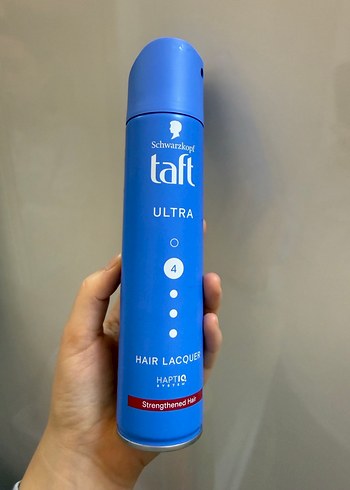 Schwarzkopf
taft
ULTRA
4
HAIR LACQUER
HAPTIQ
SYSTEM
Strengthened Hair